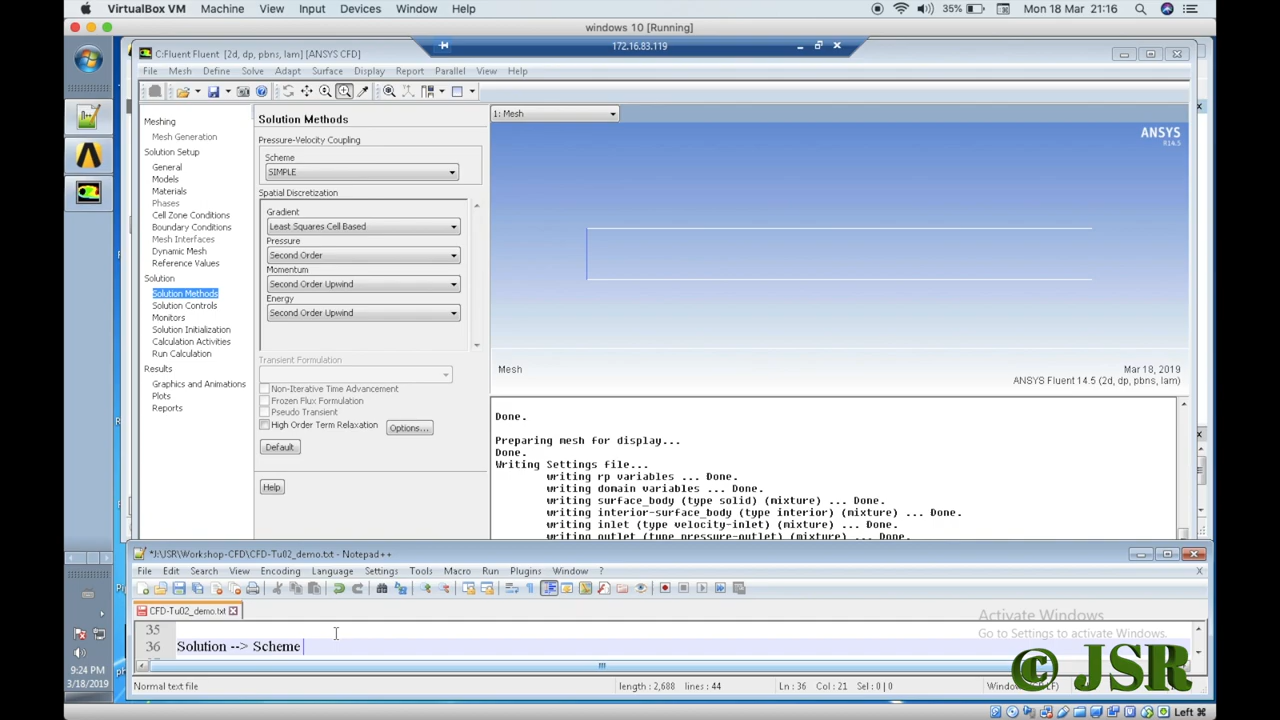 VirtualBox VM Machine View Input Devices Window Help 35% Mon 18 Mar 21:16
windows 10 [Running]
172.16.83.119
C:Fluent Fluent [2d, dp, pbns, lam] [ANSYS CFD]
File Mesh Define Solve Adapt Surface Display Report Parallel View Help
Meshing
Mesh Generation
Solution Setup
General
Models
Materials
Phases
Cell Zone Conditions
Boundary Conditions
Mesh Interfaces
Dynamic Mesh
Reference Values
Solution
Solution Methods
Solution Controls
Monitors
Solution Initialization
Calculation Activities
Run Calculation
Results
Graphics and Animations
Plots
Reports
Solution Methods
Pressure-Velocity Coupling
Scheme
SIMPLE
Spatial Discretization
Gradient
Least Squares Cell Based
Pressure
Second Order
Momentum
Second Order Upwind
Energy
Second Order Upwind
Transient Formulation
Non-Iterative Time Advancement
Frozen Flux Formulation
Pseudo Transient
High Order Term Relaxation Options...
Default
Help
1: Mesh
ANSYS
R14.5
Mesh
Mar 18, 2019
ANSYS Fluent 14.5 (2d, dp, pbns, lam)
Done.
Preparing mesh for display...
Done.
Writing Settings file...
writing rp variables ... Done.
writing domain variables ... Done.
writing surface_body (type solid) (mixture) ... Done.
writing interior-surface_body (type interior) (mixture) ... Done.
writing inlet (type velocity-inlet) (mixture) ... Done.
writing outlet (type pressure-outlet) (mixture) ... Done.
*J:\JSR\Workshop-CFD\CFD-Tu02_demo.txt - Notepad++
File Edit Search View Encoding Language Settings Tools Macro Run Plugins Window ? X
CFD-Tu02_demo.txt
35
36 Solution --> Scheme
Activate Windows
Go to Settings to activate Windows.
© JSR
Normal text file length : 2,688 lines : 44 Ln : 36 Col : 21 Sel : 0 | 0
9:24 PM
3/18/2019
Left ⌘